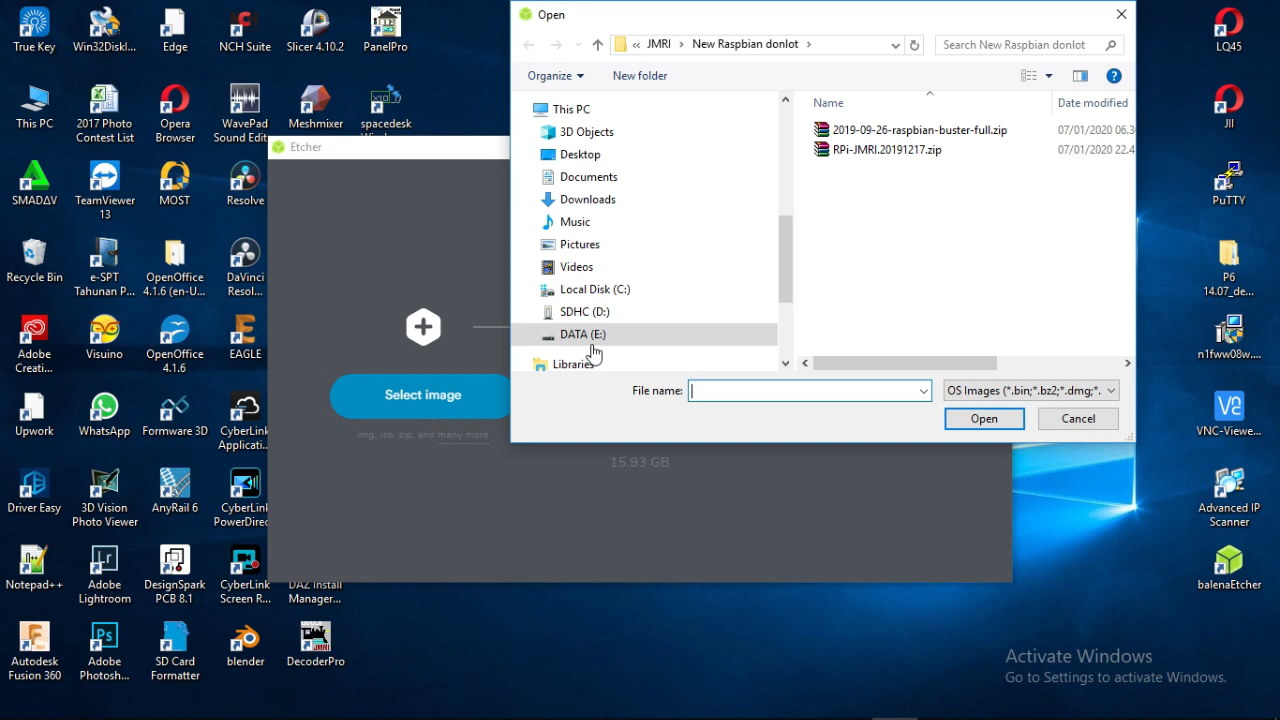 True Key
Win32Diskl...
Edge
NCH Suite
Slicer 4.10.2
PanelPro
This PC
2017 Photo
Contest List
Opera
Browser
WavePad
Sound Edit
Meshmixer
spacedesk
SMADΔV
TeamViewer
13
MOST
Resolve
Recycle Bin
e-SPT
Tahunan P...
OpenOffice
4.1.6 (en-U...
DaVinci
Resol...
Adobe
Creati...
Visuino
OpenOffice
4.1.6
EAGLE
Upwork
WhatsApp
Formware 3D
CyberLink
Applicati...
Driver Easy
3D Vision
Photo Viewer
AnyRail 6
CyberLink
PowerDirec
Notepad++
Adobe
Lightroom
DesignSpark
PCB 8.1
CyberLink
Screen R...
DAZ Install
Manager...
Autodesk
Fusion 360
Adobe
Photosh...
SD Card
Formatter
blender
DecoderPro
Etcher
Select image
img, iso, zip, and many more
15.93 GB
Open
« JMRI › New Raspbian donlot ›
Search New Raspbian donlot
Organize
New folder
This PC
3D Objects
Desktop
Documents
Downloads
Music
Pictures
Videos
Local Disk (C:)
SDHC (D:)
DATA (E:)
Libraries
Name
Date modified
2019-09-26-raspbian-buster-full.zip
07/01/2020 06.3
RPi-JMRI.20191217.zip
07/01/2020 22.4
File name:
OS Images (*.bin;*.bz2;*.dmg;*.
Open
Cancel
LQ45
JII
PuTTY
P6
14.07_de...
n1fww08w....
VNC-Viewe...
Advanced IP
Scanner
balenaEtcher
Activate Windows
Go to Settings to activate Windows.